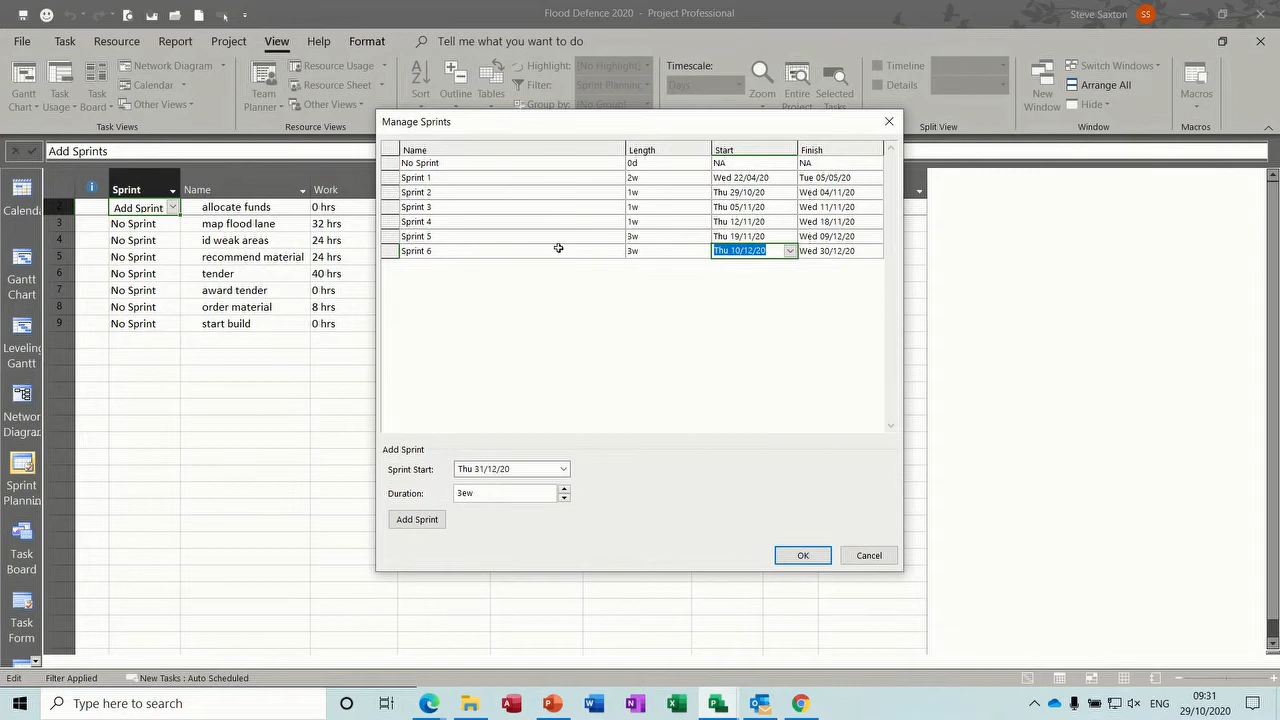 Flood Defence 2020 - Project Professional
Steve Saxton
SS
File Task Resource Report Project View Help Format Tell me what you want to do
Gantt Chart
Task Usage
Task Board
Network Diagram
Calendar
Other Views
Task Views
Team Planner
Resource Usage
Resource Sheet
Other Views
Resource Views
Sort
Outline
Tables
Highlight: [No Highlight]
Filter: Sprint Planning
Group by: [No Group]
Timescale:
Days
Zoom
Entire Project
Selected Tasks
Timeline
Details
Split View
New Window
Switch Windows
Arrange All
Hide
Window
Macros
Macros
Add Sprints
Sprint Name Work
2 Add Sprint allocate funds 0 hrs
3 No Sprint map flood lane 32 hrs
4 No Sprint id weak areas 24 hrs
5 No Sprint recommend material 24 hrs
6 No Sprint tender 40 hrs
7 No Sprint award tender 0 hrs
8 No Sprint order material 8 hrs
9 No Sprint start build 0 hrs
Calenda
Gantt
Chart
Leveling
Gantt
Network
Diagram
Sprint
Plannin
Task
Board
Task
Form
Manage Sprints
Name Length Start Finish
No Sprint 0d NA NA
Sprint 1 2w Wed 22/04/20 Tue 05/05/20
Sprint 2 1w Thu 29/10/20 Wed 04/11/20
Sprint 3 1w Thu 05/11/20 Wed 11/11/20
Sprint 4 1w Thu 12/11/20 Wed 18/11/20
Sprint 5 3w Thu 19/11/20 Wed 09/12/20
Sprint 6 3w Thu 10/12/20 Wed 30/12/20
Add Sprint
Sprint Start: Thu 31/12/20
Duration: 3ew
Add Sprint
OK Cancel
Edit Filter Applied New Tasks : Auto Scheduled
Type here to search
ENG
09:31
29/10/2020